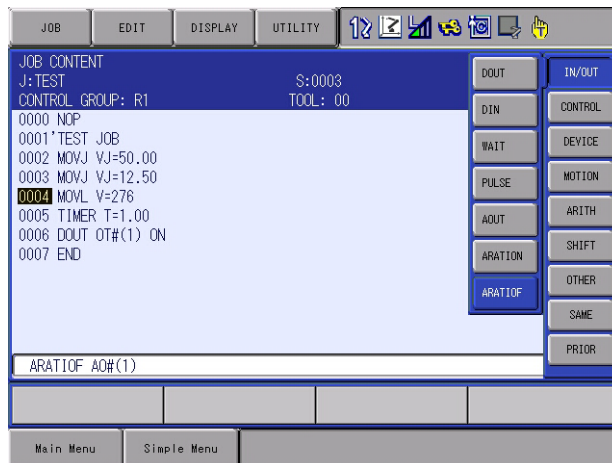 JOB
EDIT
DISPLAY
UTILITY
JOB CONTENT
J:TEST S:0003
CONTROL GROUP: R1 TOOL: 00
0000 NOP
0001'TEST JOB
0002 MOVJ VJ=50.00
0003 MOVJ VJ=12.50
0004 MOVL V=276
0005 TIMER T=1.00
0006 DOUT OT#(1) ON
0007 END
DOUT
DIN
WAIT
PULSE
AOUT
ARATION
ARATIOF
IN/OUT
CONTROL
DEVICE
MOTION
ARITH
SHIFT
OTHER
SAME
PRIOR
ARATIOF AO#(1)
Main Menu
Simple Menu